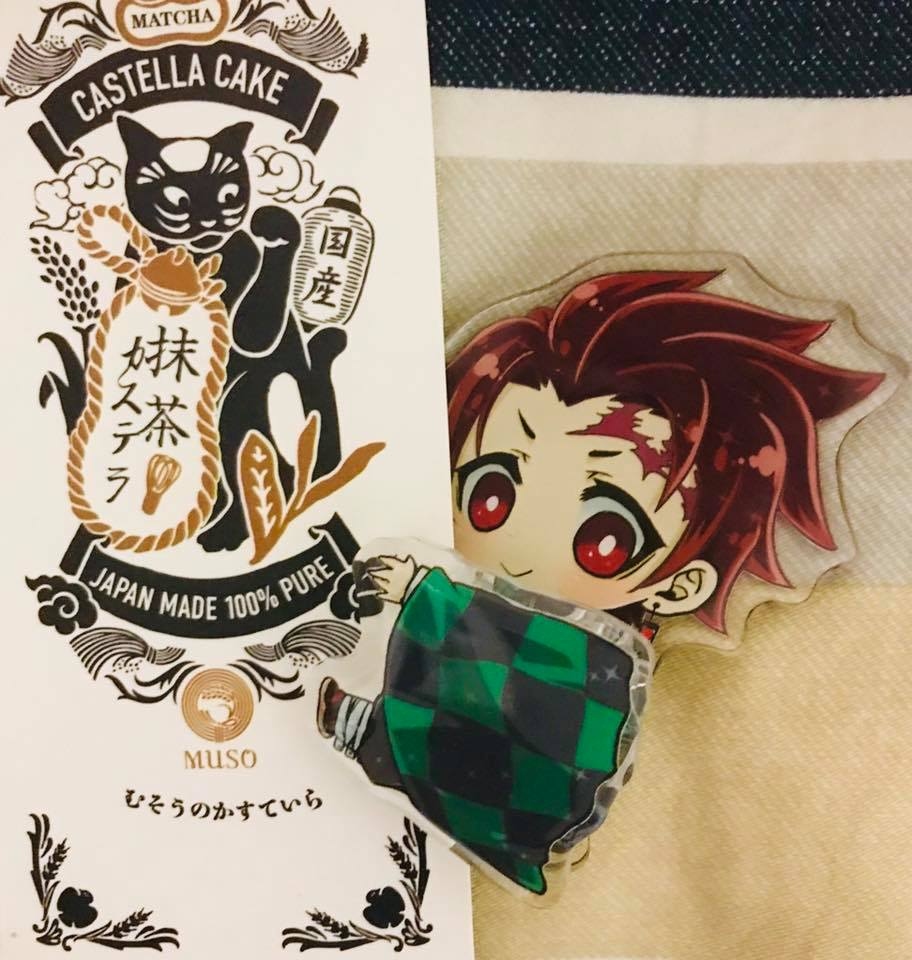 MATCHA
CASTELLA CAKE
国産
抹茶
カステラ
JAPAN MADE 100% PURE
MUSO
むそうのかすていら